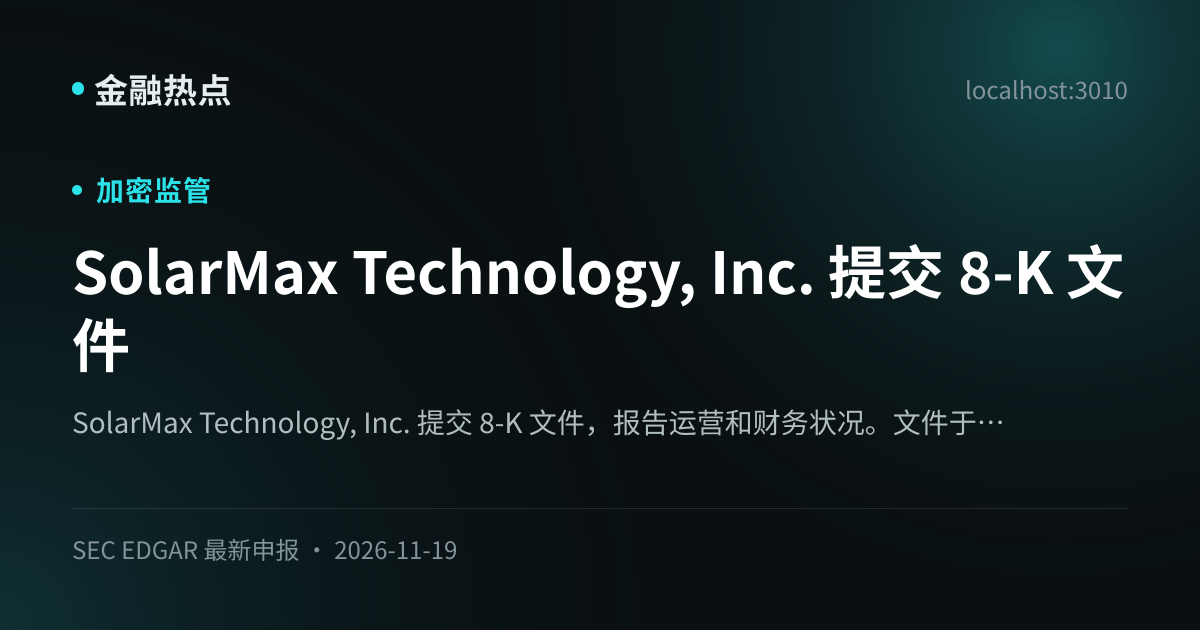 金融热点
localhost:3010
加密监管
SolarMax Technology, Inc. 提交 8-K 文
件
SolarMax Technology, Inc. 提交 8-K 文件，报告运营和财务状况。文件于…
SEC EDGAR 最新申报 · 2026-11-19